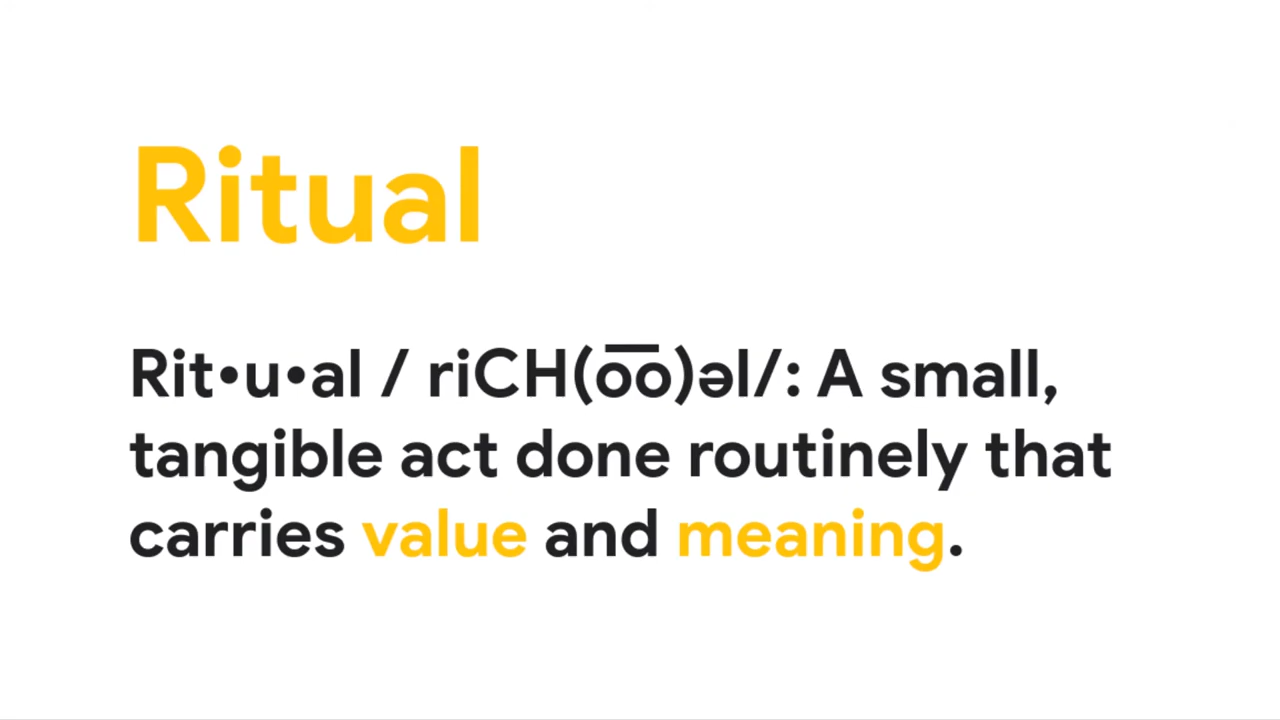 Ritual
Rit•u•al / riCH(o͞o)əl/: A small,
tangible act done routinely that
carries value and meaning.